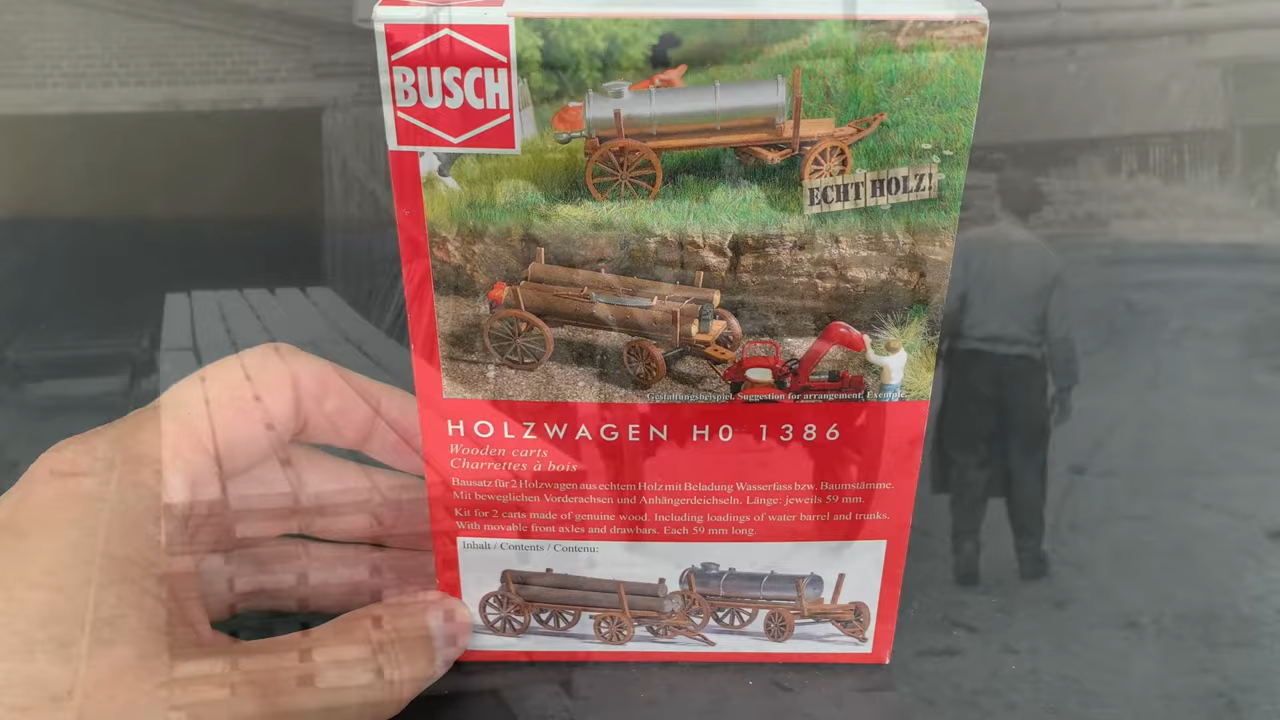 BUSCH
ECHT HOLZ!
Gestaltungsbeispiel. Suggestion for arrangement. Exemple.
HOLZWAGEN H0 1386
Wooden carts
Charrettes à bois
Bausatz für 2 Holzwagen aus echtem Holz mit Beladung Wasserfass bzw. Baumstämme.
Mit beweglichen Vorderachsen und Anhängerdeichseln. Länge: jeweils 59 mm.
Kit for 2 carts made of genuine wood. Including loadings of water barrel and trunks.
With movable front axles and drawbars. Each 59 mm long.
Inhalt / Contents / Contenu: